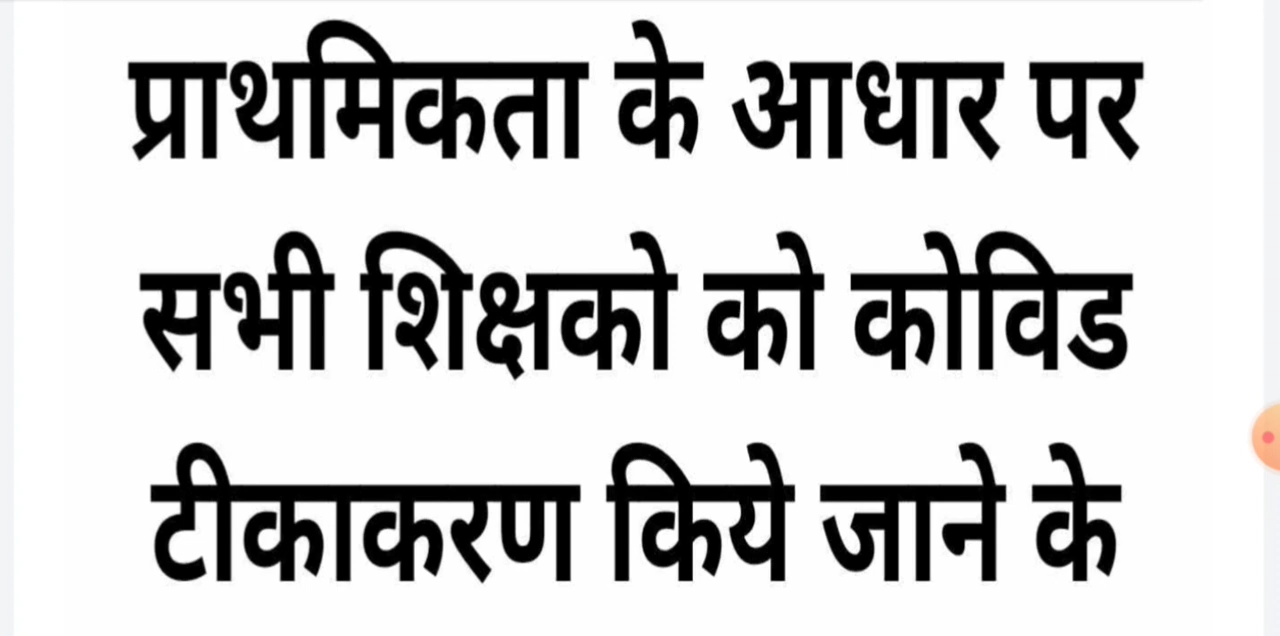 प्राथमिकता के आधार पर
सभी शिक्षको को कोविड
टीकाकरण किये जाने के